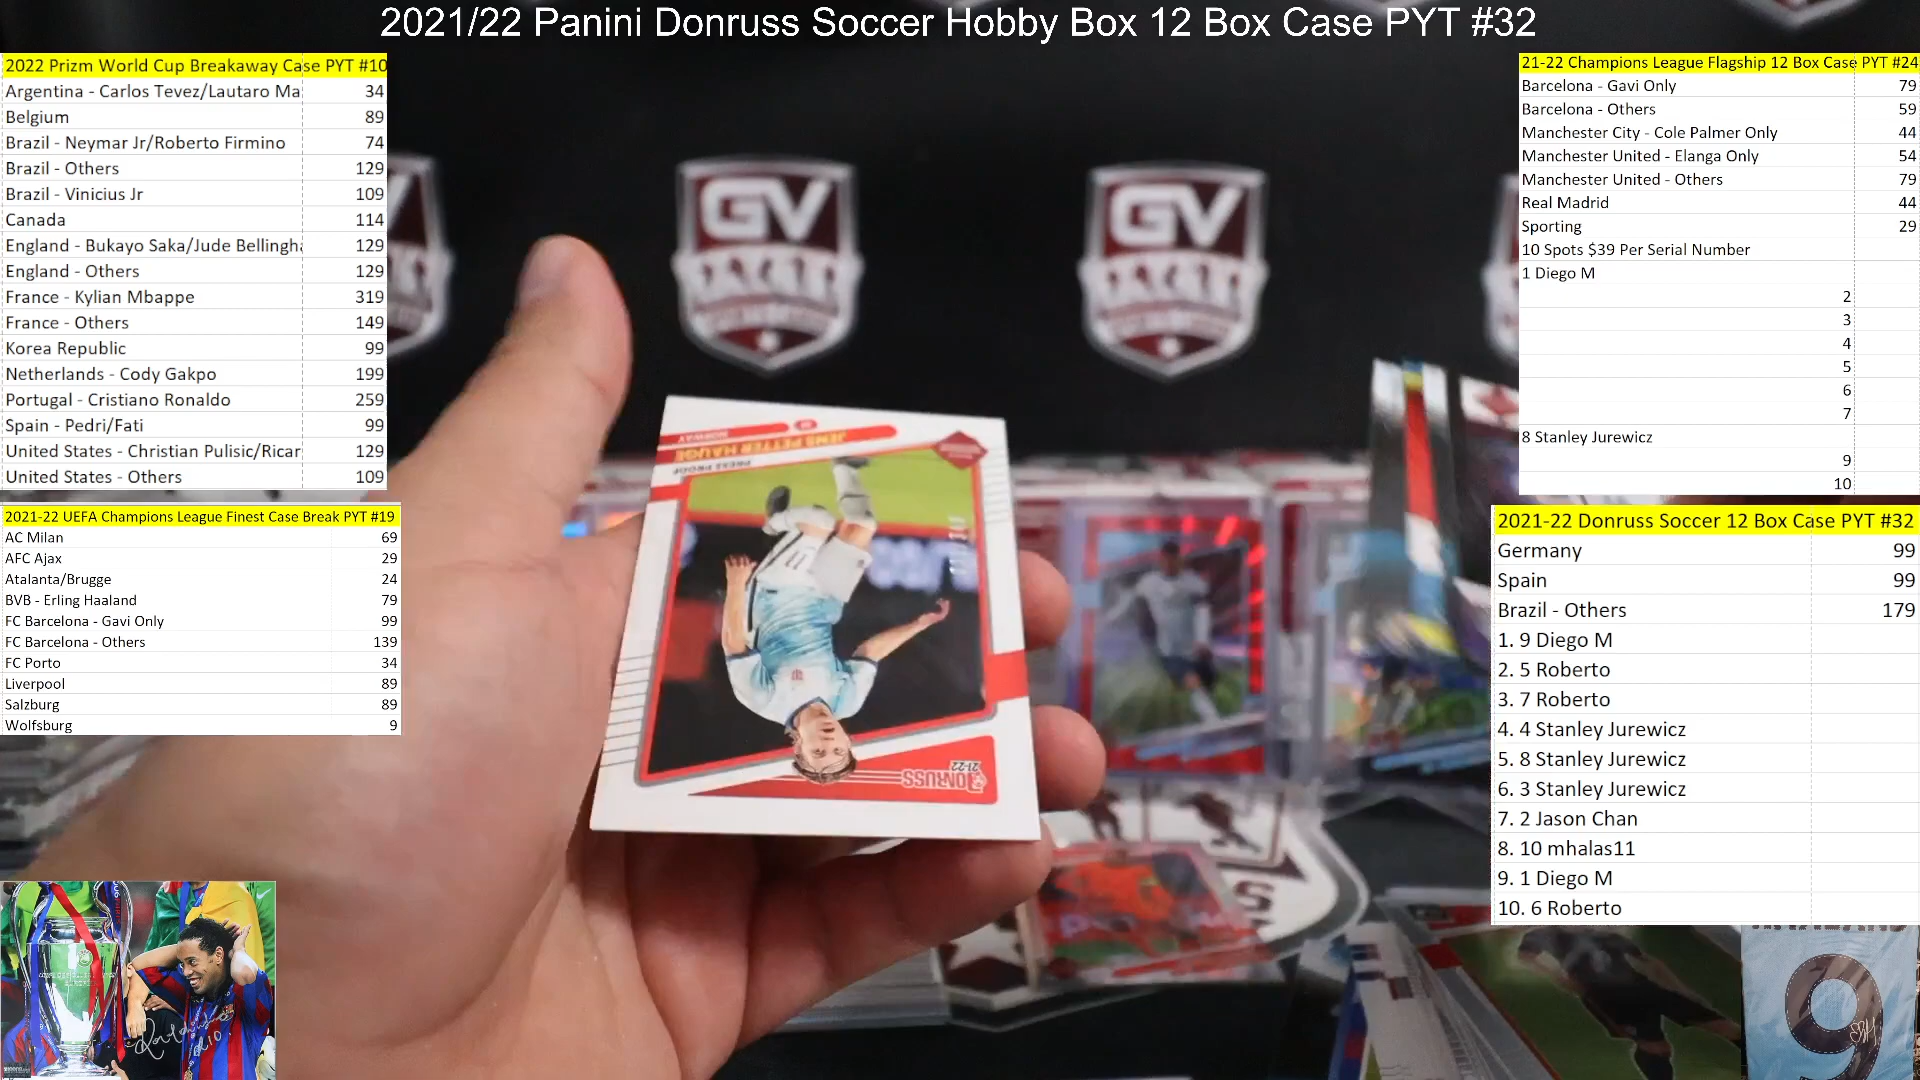 2021/22 Panini Donruss Soccer Hobby Box 12 Box Case PYT #32
2022 Prizm World Cup Breakaway Case PYT #10
Argentina - Carlos Tevez/Lautaro Ma 34
Belgium 89
Brazil - Neymar Jr/Roberto Firmino 74
Brazil - Others 129
Brazil - Vinicius Jr 109
Canada 114
England - Bukayo Saka/Jude Bellingh 129
England - Others 129
France - Kylian Mbappe 319
France - Others 149
Korea Republic 99
Netherlands - Cody Gakpo 199
Portugal - Cristiano Ronaldo 259
Spain - Pedri/Fati 99
United States - Christian Pulisic/Ricar 129
United States - Others 109
2021-22 UEFA Champions League Finest Case Break PYT #19
AC Milan 69
AFC Ajax 29
Atalanta/Brugge 24
BVB - Erling Haaland 79
FC Barcelona - Gavi Only 99
FC Barcelona - Others 139
FC Porto 34
Liverpool 89
Salzburg 89
Wolfsburg 9
GV
GV
NORWAY
JENS PETTER HAUGE
PRESS PROOF
DONRUSS
21-22
21-22 Champions League Flagship 12 Box Case PYT #24
Barcelona - Gavi Only 79
Barcelona - Others 59
Manchester City - Cole Palmer Only 44
Manchester United - Elanga Only 54
Manchester United - Others 79
Real Madrid 44
Sporting 29
10 Spots $39 Per Serial Number
1 Diego M
2
3
4
5
6
7
8 Stanley Jurewicz
9
10
2021-22 Donruss Soccer 12 Box Case PYT #32
Germany 99
Spain 99
Brazil - Others 179
1. 9 Diego M
2. 5 Roberto
3. 7 Roberto
4. 4 Stanley Jurewicz
5. 8 Stanley Jurewicz
6. 3 Stanley Jurewicz
7. 2 Jason Chan
8. 10 mhalas11
9. 1 Diego M
10. 6 Roberto
9